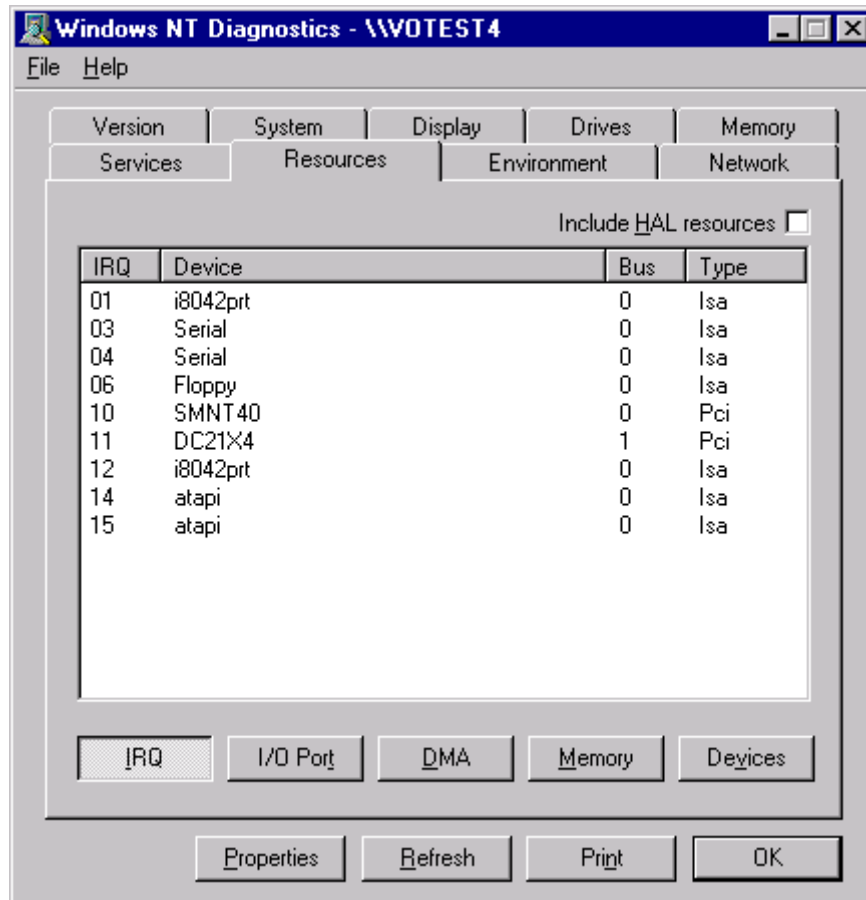 Windows NT Diagnostics - \\VOTEST4
File Help
Version System Display Drives Memory
Services Resources Environment Network
Include HAL resources
IRQ Device Bus Type
01 i8042prt 0 Isa
03 Serial 0 Isa
04 Serial 0 Isa
06 Floppy 0 Isa
10 SMNT40 0 Pci
11 DC21X4 1 Pci
12 i8042prt 0 Isa
14 atapi 0 Isa
15 atapi 0 Isa
IRQ I/O Port DMA Memory Devices
Properties Refresh Print OK